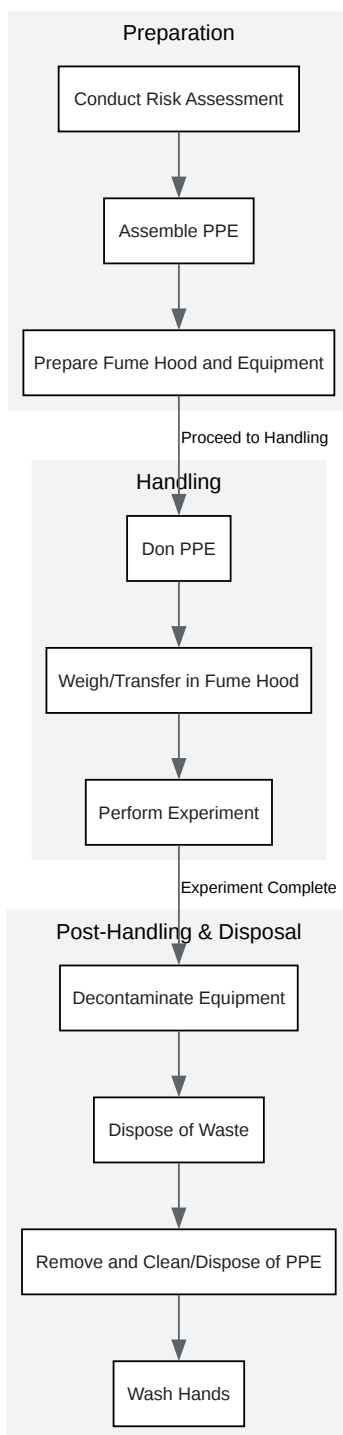 Preparation
Conduct Risk Assessment
Assemble PPE
Prepare Fume Hood and Equipment
Proceed to Handling
Handling
Don PPE
Weigh/Transfer in Fume Hood
Perform Experiment
Experiment Complete
Post-Handling & Disposal
Decontaminate Equipment
Dispose of Waste
Remove and Clean/Dispose of PPE
Wash Hands